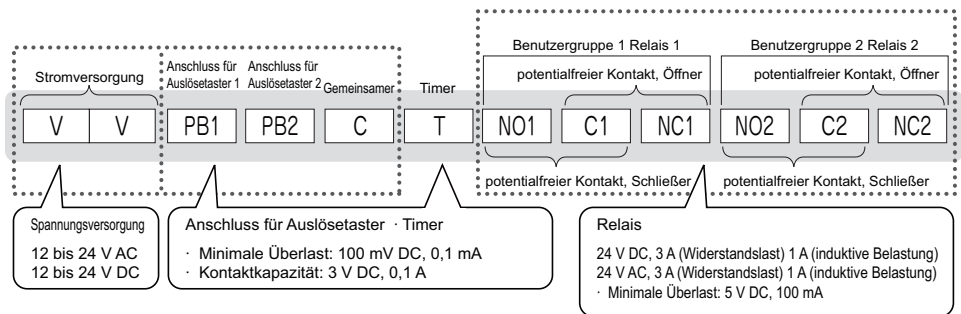 Benutzergruppe 1 Relais 1
Benutzergruppe 2 Relais 2
Stromversorgung
Anschluss für
Auslösetaster 1
Anschluss für
Auslösetaster 2
Gemeinsamer
Timer
potentialfreier Kontakt, Öffner
potentialfreier Kontakt, Öffner
V
V
PB1
PB2
C
T
NO1
C1
NC1
NO2
C2
NC2
potentialfreier Kontakt, Schließer
potentialfreier Kontakt, Schließer
Spannungsversorgung
12 bis 24 V AC
12 bis 24 V DC
Anschluss für Auslösetaster · Timer
· Minimale Überlast: 100 mV DC, 0,1 mA
· Kontaktkapazität: 3 V DC, 0,1 A
Relais
24 V DC, 3 A (Widerstandslast) 1 A (induktive Belastung)
24 V AC, 3 A (Widerstandslast) 1 A (induktive Belastung)
· Minimale Überlast: 5 V DC, 100 mA